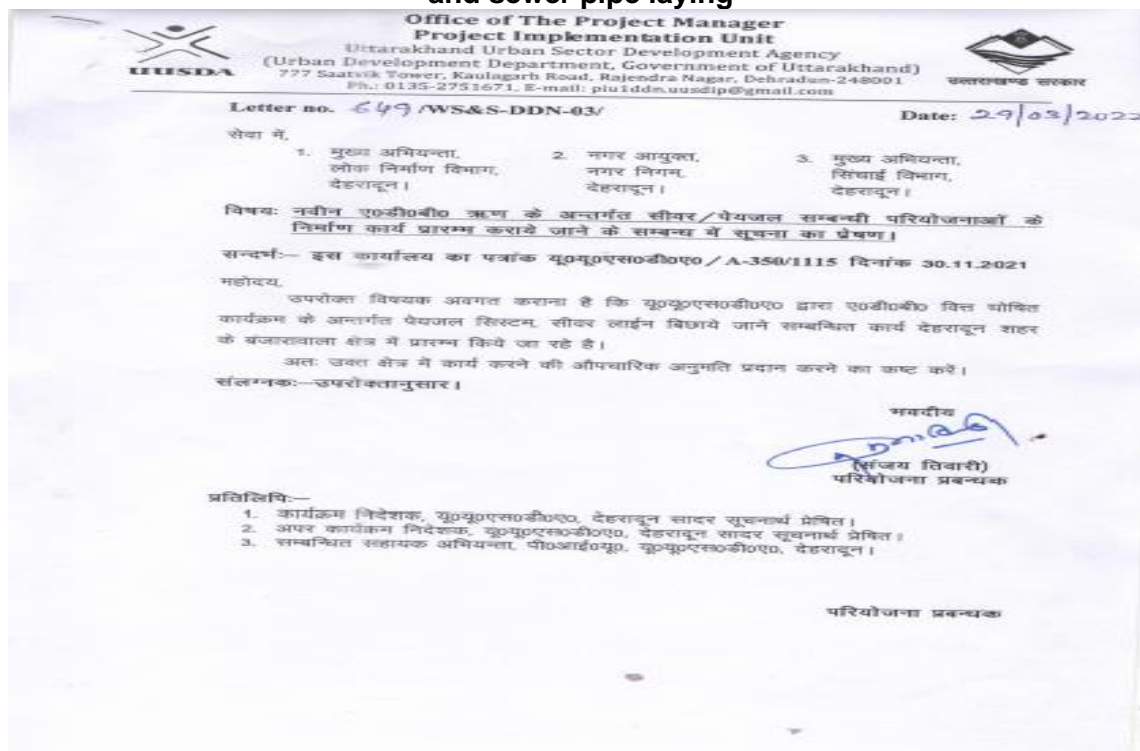 and sewer pipe laying
Office of The Project Manager
Project Implementation Unit
Uttarakhand Urban Sector Development Agency
(Urban Development Department, Government of Uttarakhand)
777 Saatvik Tower, Kaulagarh Road, Rajendra Nagar, Dehradun-248001
Ph.: 0135-2751671, E-mail: piu1ddn.uusdip@gmail.com
UUSDA
उत्तराखण्ड सरकार
Letter no. 649 /WS&S-DDN-03/ Date: 29/03/2022
सेवा में,
1. मुख्य अभियन्ता, 2. नगर आयुक्त, 3. मुख्य अभियन्ता,
लोक निर्माण विभाग, नगर निगम, सिंचाई विभाग,
देहरादून। देहरादून। देहरादून।
विषयः नवीन ए०डी०बी० ऋण के अन्तर्गत सीवर/पेयजल सम्बन्धी परियोजनाओं के
निर्माण कार्य प्रारम्भ कराये जाने के सम्बन्ध में सूचना का प्रेषण।
सन्दर्भः— इस कार्यालय का पत्रांक यू०यू०एस०डी०ए०/A-350/1115 दिनांक 30.11.2021
महोदय,
उपरोक्त विषयक अवगत कराना है कि यू०यू०एस०डी०ए० द्वारा ए०डी०बी० वित्त पोषित
कार्यक्रम के अन्तर्गत पेयजल सिस्टम, सीवर लाईन बिछाये जाने सम्बन्धित कार्य देहरादून शहर
के बंजारावाला क्षेत्र में प्रारम्भ किये जा रहे है।
अतः उक्त क्षेत्र में कार्य करने की औपचारिक अनुमति प्रदान करने का कष्ट करें।
संलग्नकः—उपरोक्तानुसार।
भवदीय
(संजय तिवारी)
परियोजना प्रबन्धक
प्रतिलिपिः—
1. कार्यक्रम निदेशक, यू०यू०एस०डी०ए०, देहरादून सादर सूचनार्थ प्रेषित।
2. अपर कार्यक्रम निदेशक, यू०यू०एस०डी०ए०, देहरादून सादर सूचनार्थ प्रेषित।
3. सम्बन्धित सहायक अभियन्ता, पी०आई०यू०, यू०यू०एस०डी०ए०, देहरादून।
परियोजना प्रबन्धक